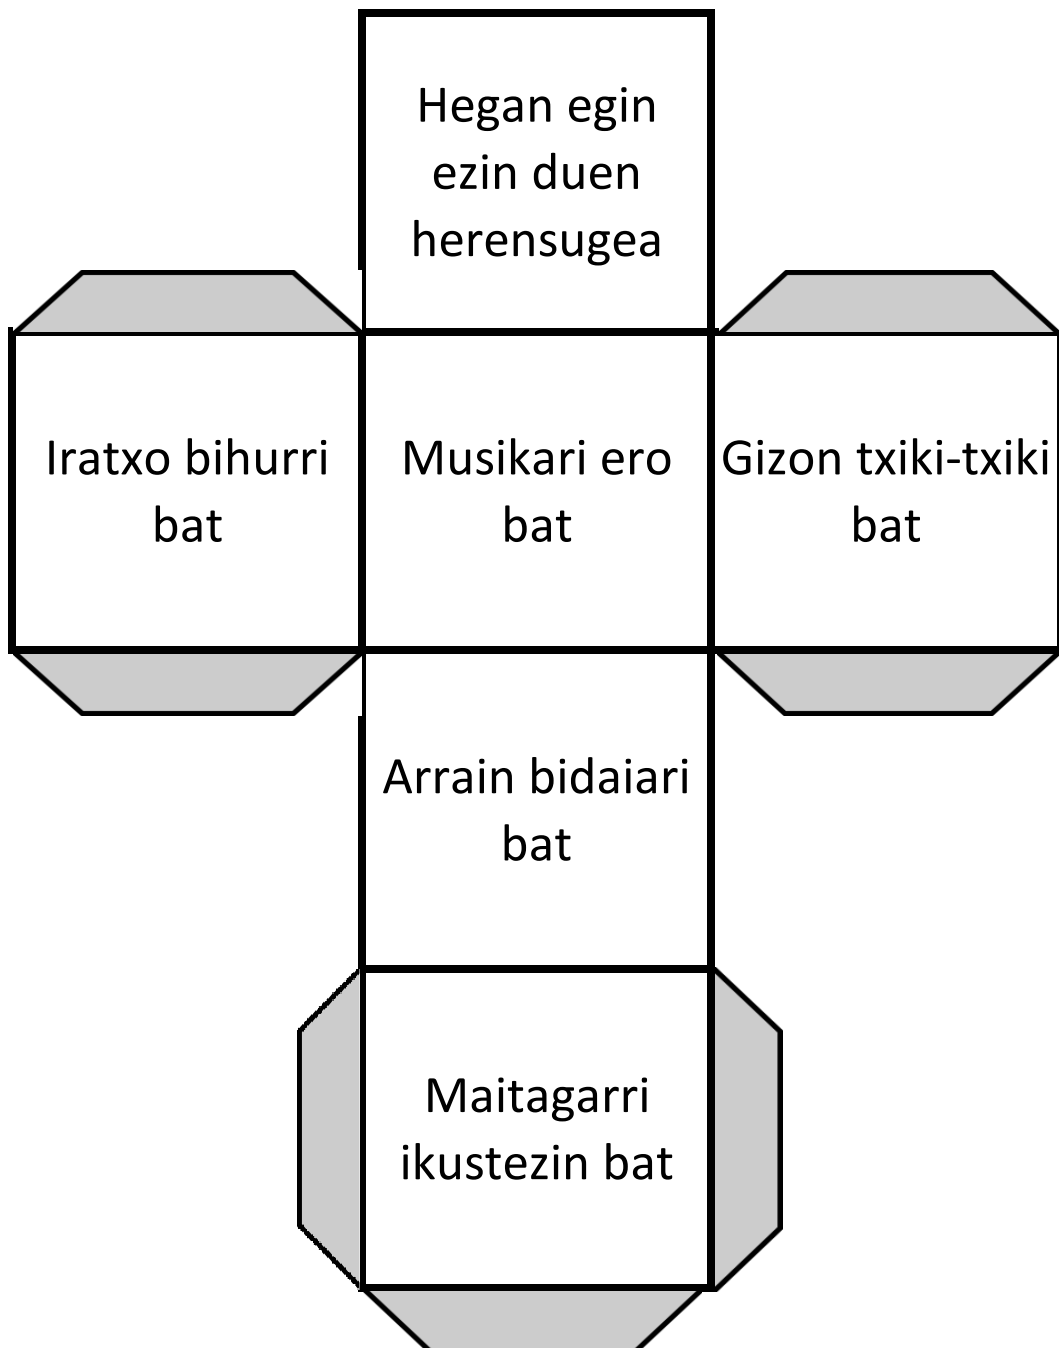 Hegan egin
ezin duen
herensugea
Iratxo bihurri
bat
Musikari ero
bat
Gizon txiki-txiki
bat
Arrain bidaiari
bat
Maitagarri
ikustezin bat